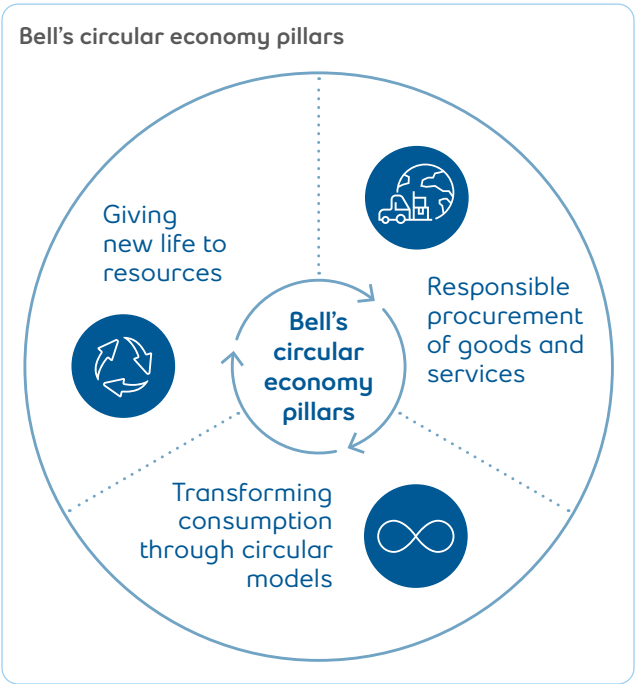 Bell’s circular economy pillars
Giving
new life to
resources
Responsible
procurement
of goods and
services
Bell’s
circular
economy
pillars
Transforming
consumption
through circular
models